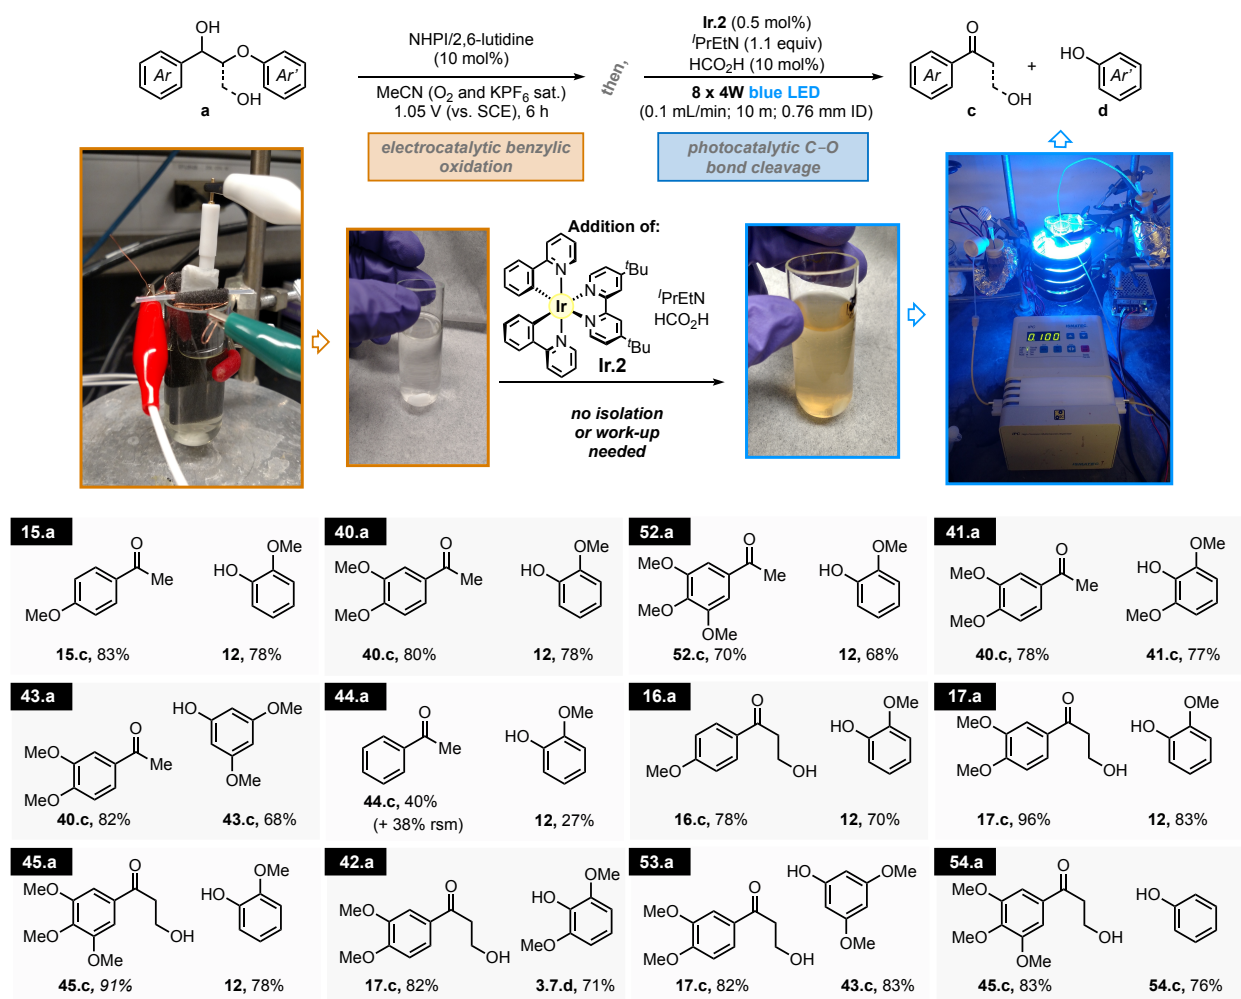 OH
O
Ar
Ar'
OH
a
NHPI/2,6-lutidine
(10 mol%)
MeCN (O2 and KPF6 sat.)
1.05 V (vs. SCE), 6 h
electrocatalytic benzylic
oxidation
then,
Ir.2 (0.5 mol%)
iPrEtN (1.1 equiv)
HCO2H (10 mol%)
8 x 4W blue LED
(0.1 mL/min; 10 m; 0.76 mm ID)
photocatalytic C–O
bond cleavage
O
Ar
OH
c
+
HO
Ar'
d
Addition of:
N
N
N
N
Ir
tBu
tBu
Ir.2
iPrEtN
HCO2H
no isolation
or work-up
needed
0.100
15.a
O
Me
MeO
15.c, 83%
OMe
HO
12, 78%
40.a
O
Me
MeO
MeO
40.c, 80%
OMe
HO
12, 78%
52.a
O
Me
MeO
MeO
OMe
52.c, 70%
OMe
HO
12, 68%
41.a
O
Me
MeO
MeO
40.c, 78%
OMe
HO
MeO
41.c, 77%
43.a
O
Me
MeO
MeO
40.c, 82%
HO
OMe
OMe
43.c, 68%
44.a
O
Me
44.c, 40%
(+ 38% rsm)
OMe
HO
12, 27%
16.a
O
MeO
OH
16.c, 78%
OMe
HO
12, 70%
17.a
O
MeO
MeO
OH
17.c, 96%
OMe
HO
12, 83%
45.a
O
MeO
MeO
OMe
OH
45.c, 91%
OMe
HO
12, 78%
42.a
O
MeO
MeO
OH
17.c, 82%
OMe
HO
MeO
3.7.d, 71%
53.a
O
MeO
MeO
OH
17.c, 82%
HO
OMe
OMe
43.c, 83%
54.a
O
MeO
MeO
OMe
OH
45.c, 83%
HO
54.c, 76%